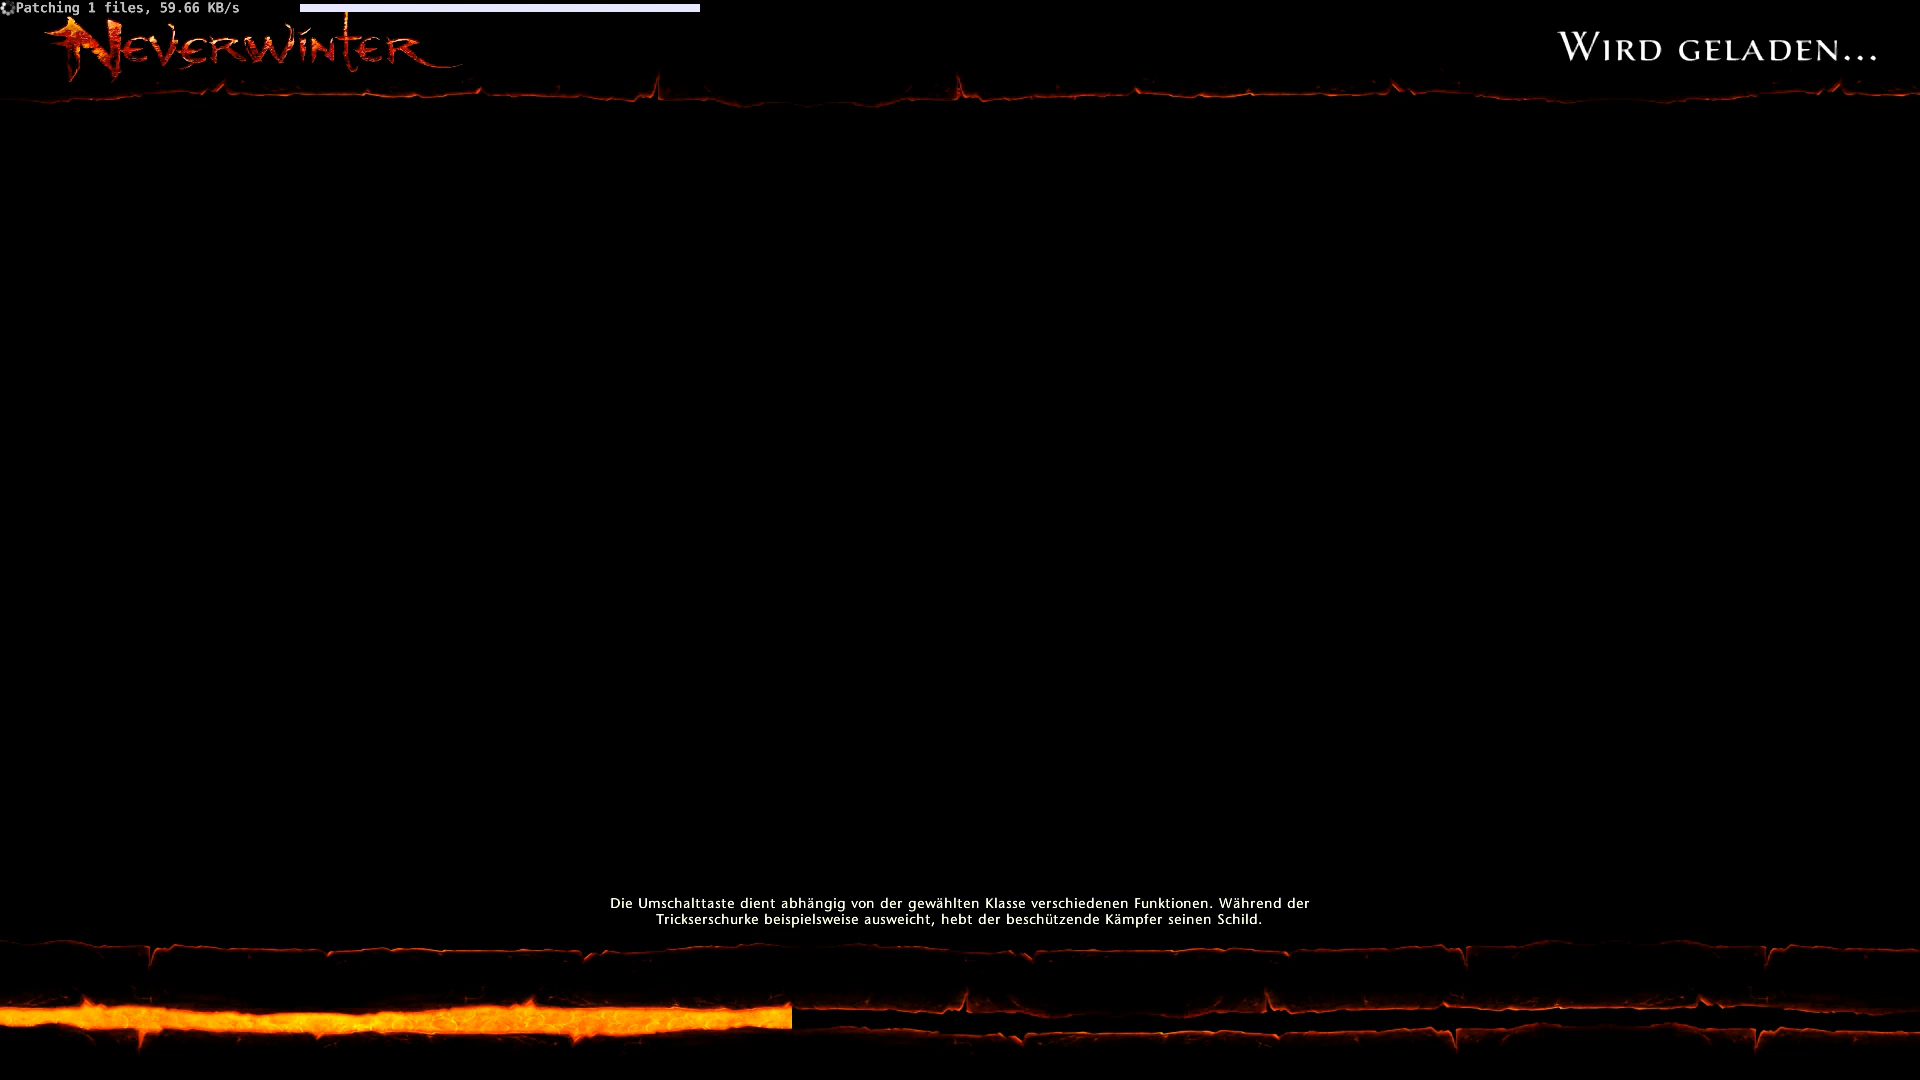 Patching 1 files, 59.66 KB/s
Neverwinter
Wird geladen...
Die Umschalttaste dient abhängig von der gewählten Klasse verschiedenen Funktionen. Während der
Trickserschurke beispielsweise ausweicht, hebt der beschützende Kämpfer seinen Schild.